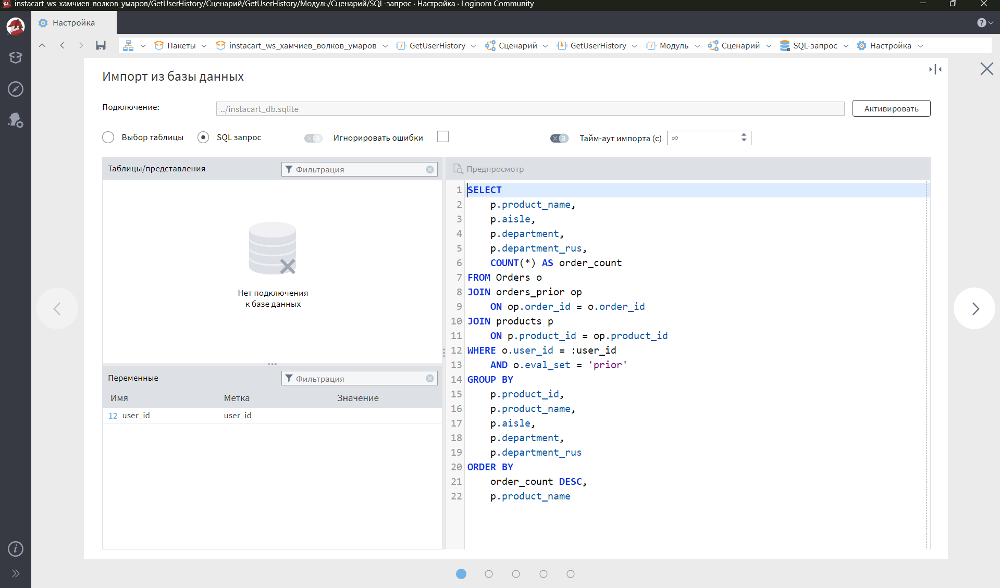 instacart_ws_хамчиев_волков_умаров/GetUserHistory/Сценарий/GetUserHistory/Модуль/Сценарий/SQL-запрос · Настройка · Loginom Community
Настройка
?
Пакеты instacart_ws_хамчиев_волков_умаров GetUserHistory Сценарий GetUserHistory Модуль Сценарий SQL-запрос Настройка
Импорт из базы данных
Подключение: ../instacart_db.sqlite Активировать
Выбор таблицы SQL запрос x a Игнорировать ошибки x a Тайм-аут импорта (с) ∞
Таблицы/представления Фильтрация
Нет подключения
к базе данных
Переменные Фильтрация
Имя Метка Значение
12 user_id user_id
Предпросмотр
1 SELECT
2 p.product_name,
3 p.aisle,
4 p.department,
5 p.department_rus,
6 COUNT(*) AS order_count
7 FROM Orders o
8 JOIN orders_prior op
9 ON op.order_id = o.order_id
10 JOIN products p
11 ON p.product_id = op.product_id
12 WHERE o.user_id = :user_id
13 AND o.eval_set = 'prior'
14 GROUP BY
15 p.product_id,
16 p.product_name,
17 p.aisle,
18 p.department,
19 p.department_rus
20 ORDER BY
21 order_count DESC,
22 p.product_name